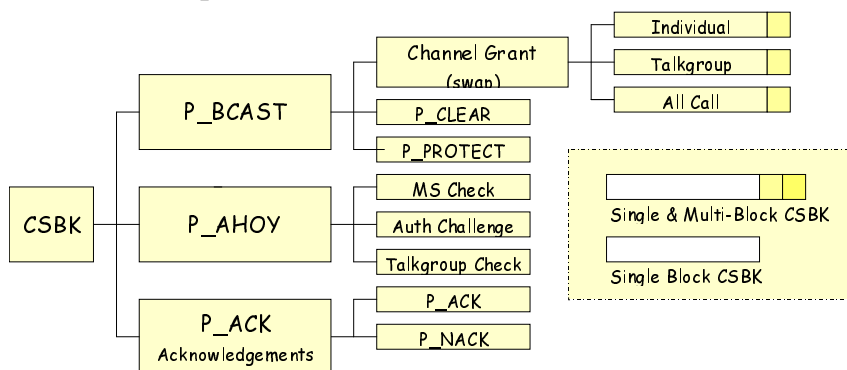 CSBK
P_BCAST
Channel Grant
(swap)
Individual
Talkgroup
All Call
P_CLEAR
P_PROTECT
P_AHOY
MS Check
Auth Challenge
Talkgroup Check
P_ACK
Acknowledgements
P_ACK
P_NACK
Single & Multi-Block CSBK
Single Block CSBK